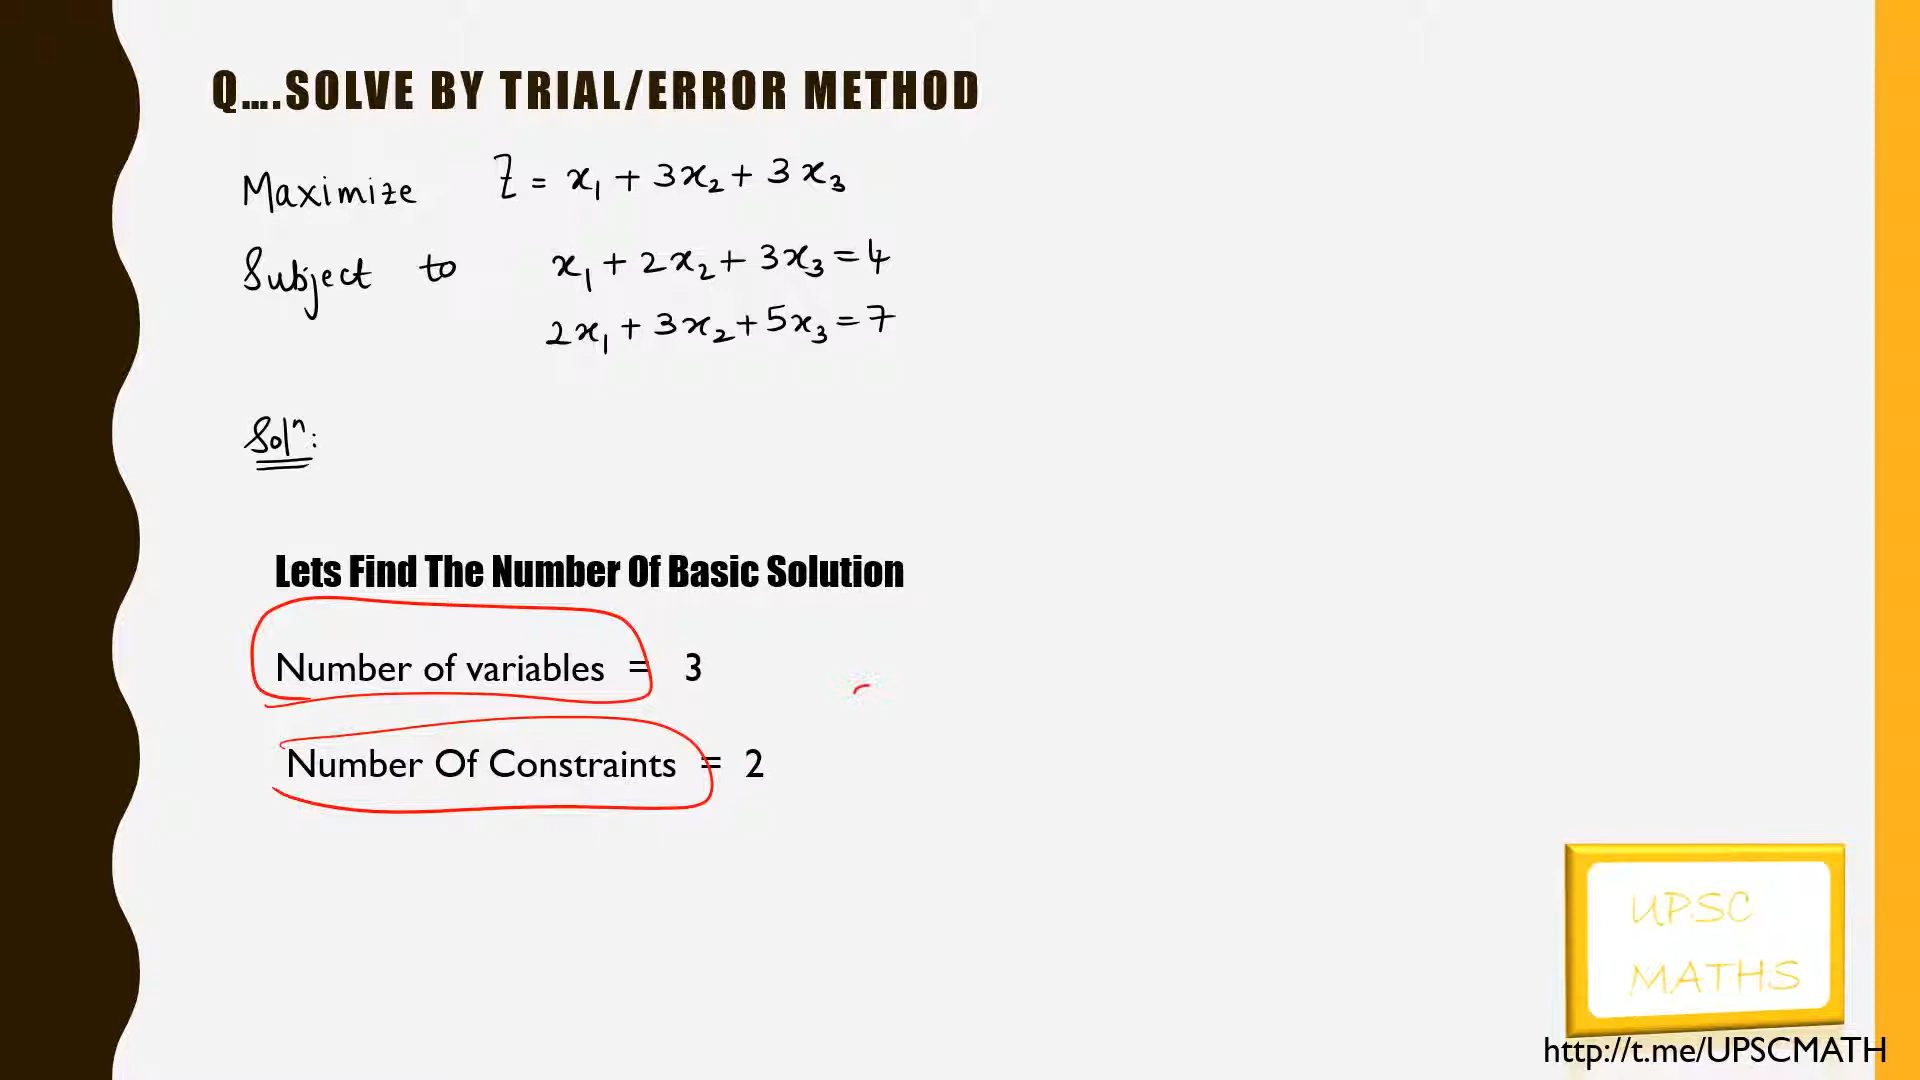 Q....SOLVE BY TRIAL/ERROR METHOD
Maximize Z = x₁ + 3x₂ + 3x₃
Subject to x₁ + 2x₂ + 3x₃ = 4
2x₁ + 3x₂ + 5x₃ = 7
Solⁿ:
Lets Find The Number Of Basic Solution
Number of variables = 3
Number Of Constraints = 2
UPSC
MATHS
http://t.me/UPSCMATH